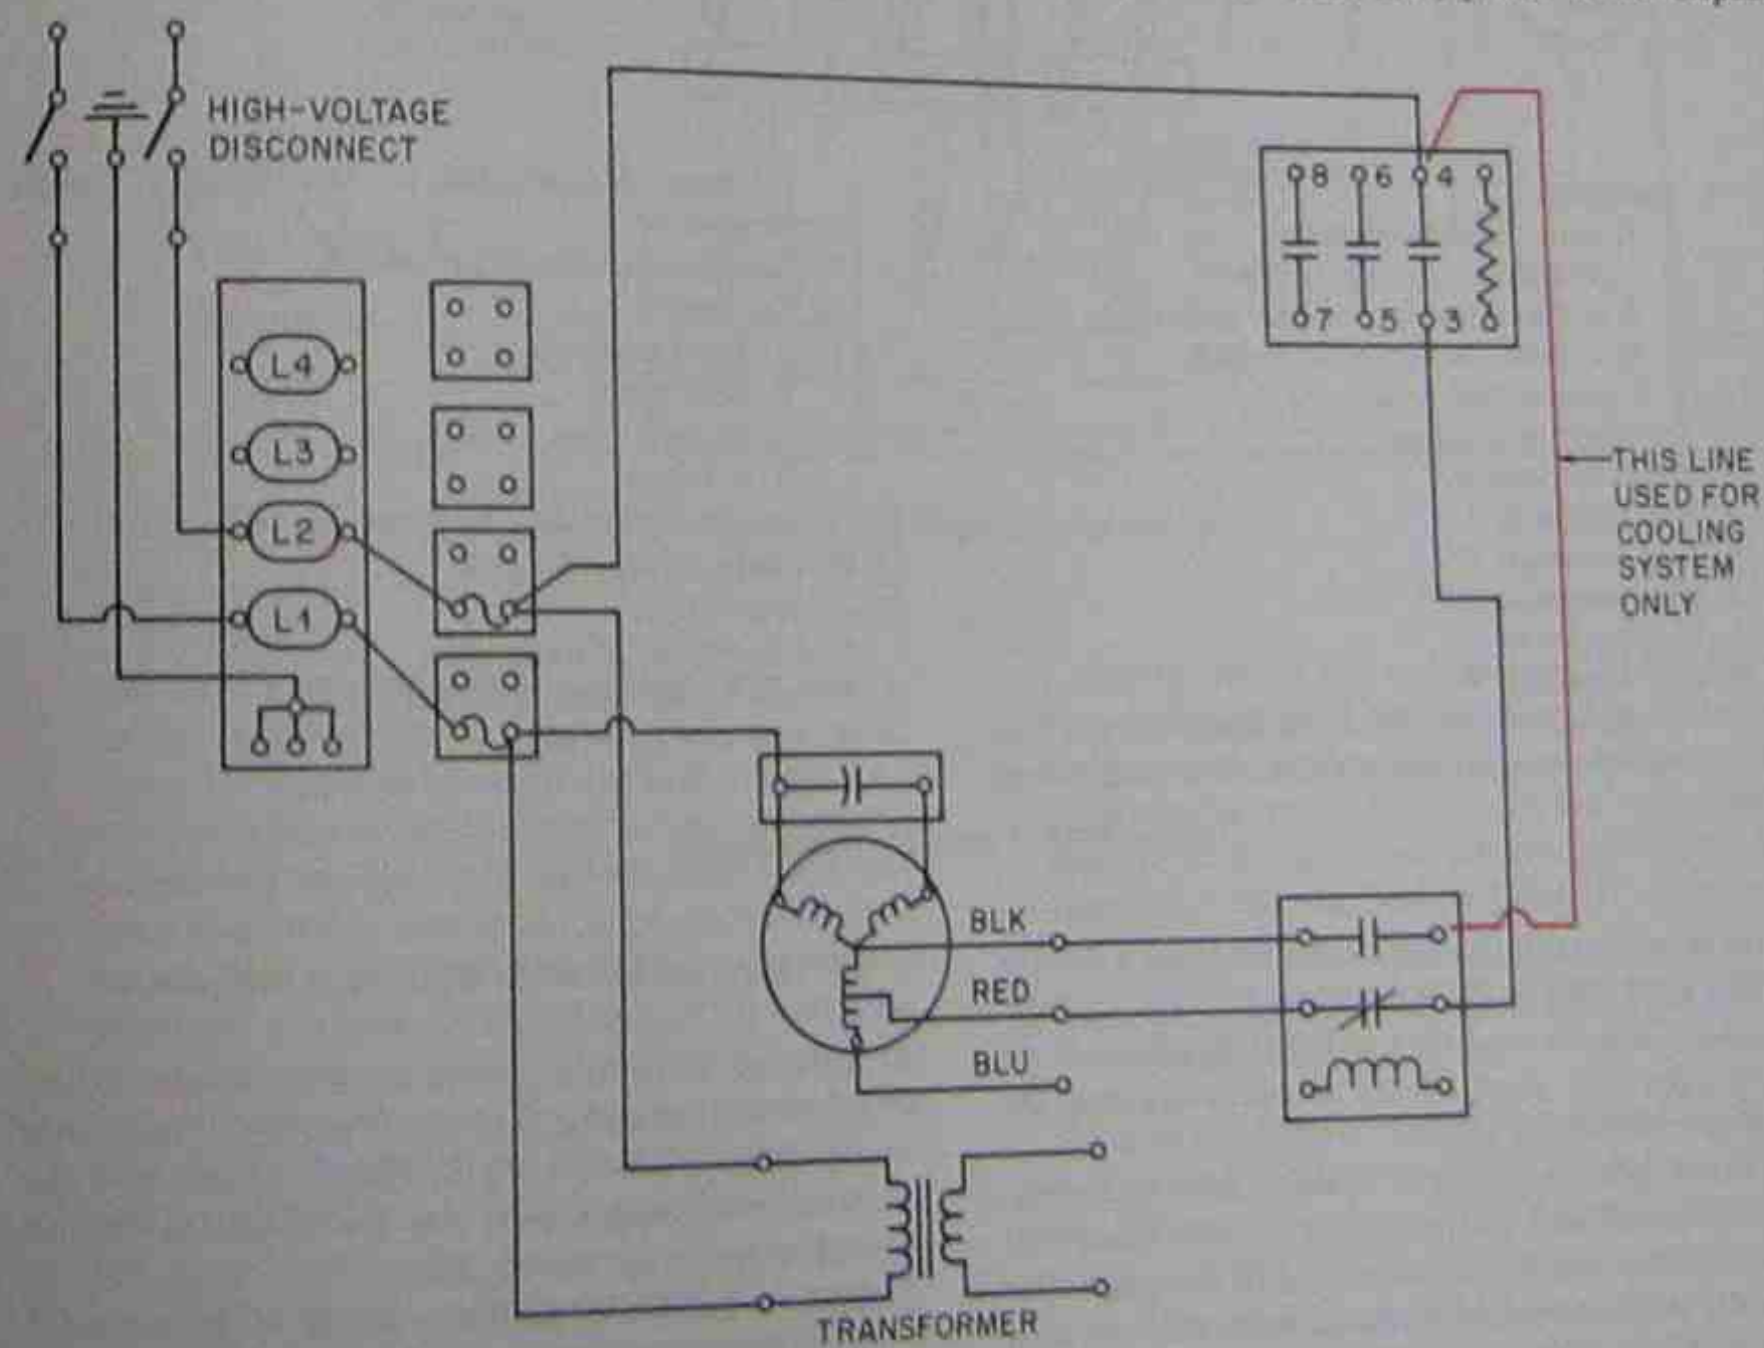 HIGH-VOLTAGE
DISCONNECT
8 6 4
7 5 3
L4
L3
L2
L1
THIS LINE
USED FOR
COOLING
SYSTEM
ONLY
BLK
RED
BLU
TRANSFORMER